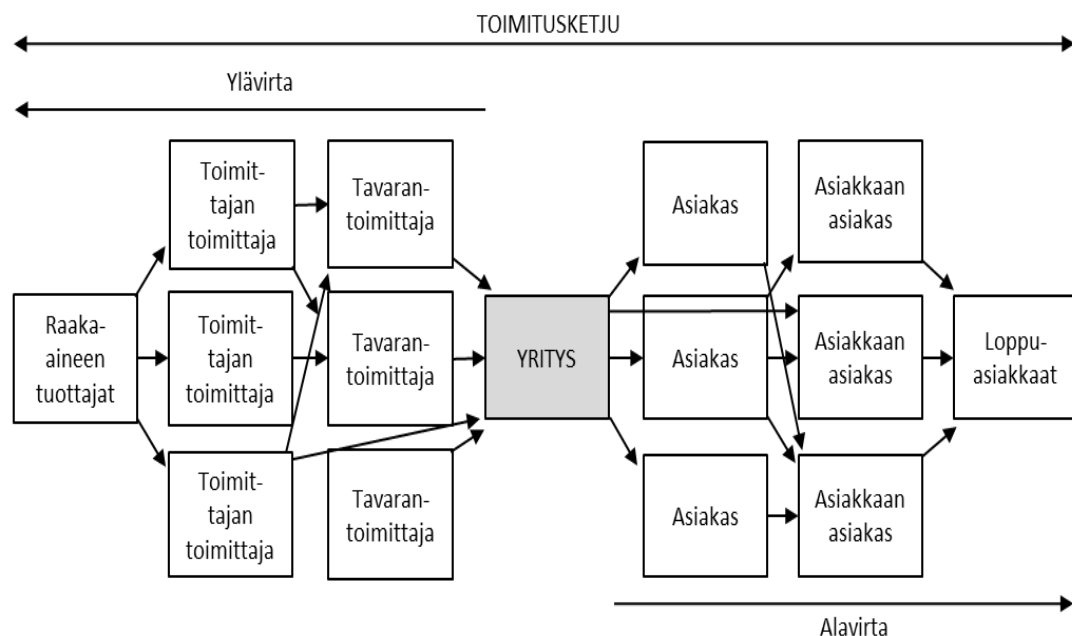 TOIMITUSKETJU
Ylävirta
Raaka-
aineen
tuottajat
Toimit-
tajan
toimittaja
Toimit-
tajan
toimittaja
Toimit-
tajan
toimittaja
Tavaran-
toimittaja
Tavaran-
toimittaja
Tavaran-
toimittaja
YRITYS
Asiakas
Asiakas
Asiakas
Asiakkaan
asiakas
Asiakkaan
asiakas
Asiakkaan
asiakas
Loppu-
asiakkaat
Alavirta